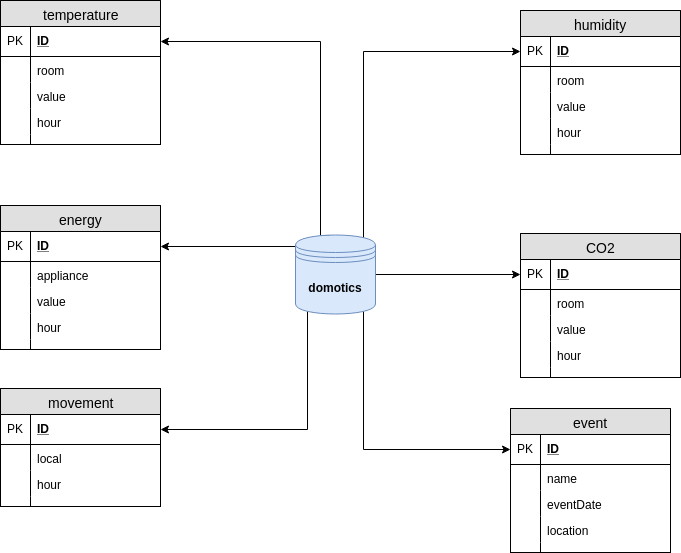 temperature
PK ID
room
value
hour
humidity
PK ID
room
value
hour
energy
PK ID
appliance
value
hour
domotics
CO2
PK ID
room
value
hour
movement
PK ID
local
hour
event
PK ID
name
eventDate
location